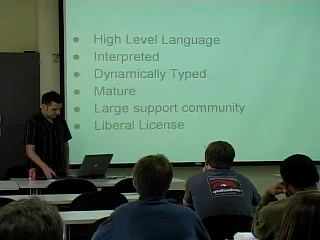 High Level Language
Interpreted
Dynamically Typed
Mature
Large support community
Liberal License